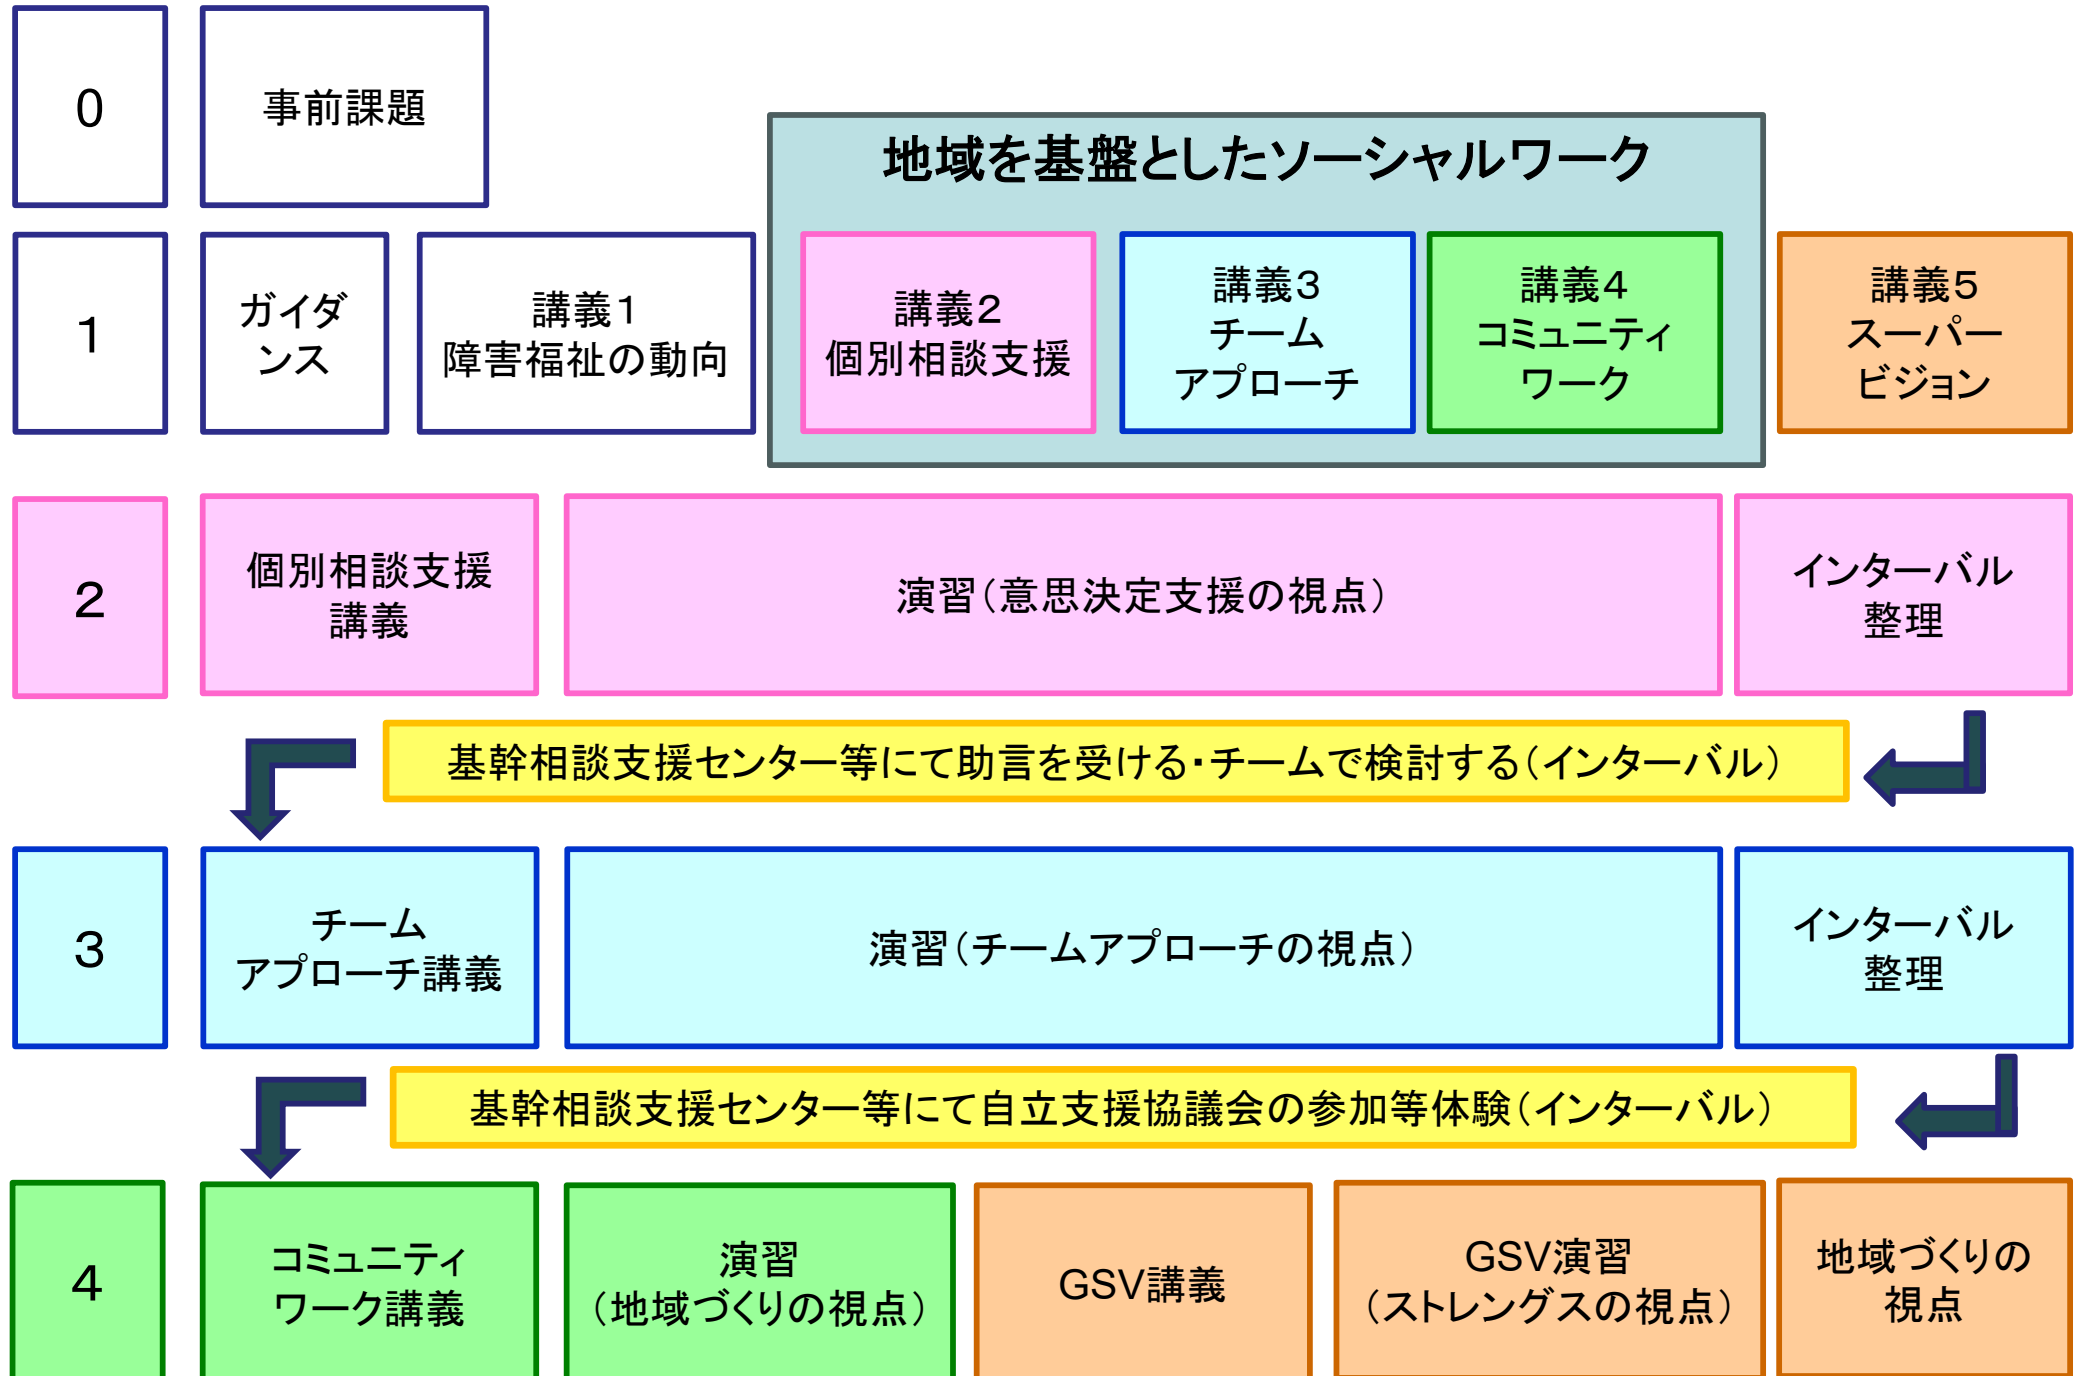 ０
事前課題
地域を基盤としたソーシャルワーク
１
ガイダ
ンス
講義１
障害福祉の動向
講義２
個別相談支援
講義３
チーム
アプローチ
講義４
コミュニティ
ワーク
講義５
スーパー
ビジョン
２
個別相談支援
講義
演習（意思決定支援の視点）
インターバル
整理
基幹相談支援センター等にて助言を受ける・チームで検討する（インターバル）
３
チーム
アプローチ講義
演習（チームアプローチの視点）
インターバル
整理
基幹相談支援センター等にて自立支援協議会の参加等体験（インターバル）
４
コミュニティ
ワーク講義
演習
（地域づくりの視点）
GSV講義
GSV演習
（ストレングスの視点）
地域づくりの
視点